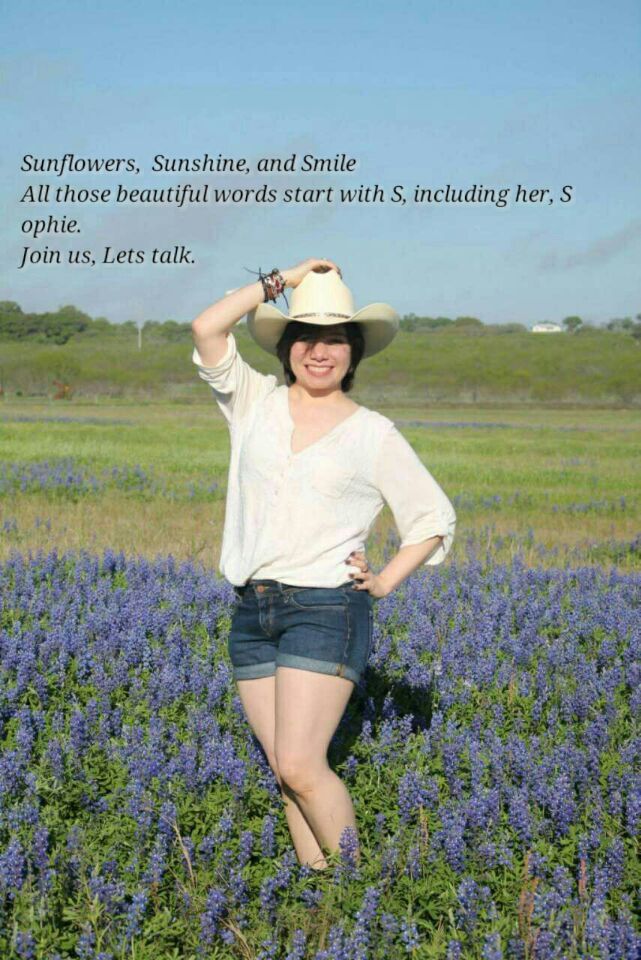 Sunflowers,  Sunshine, and Smile
All those beautiful words start with S, including her, S
ophie.
Join us, Lets talk.